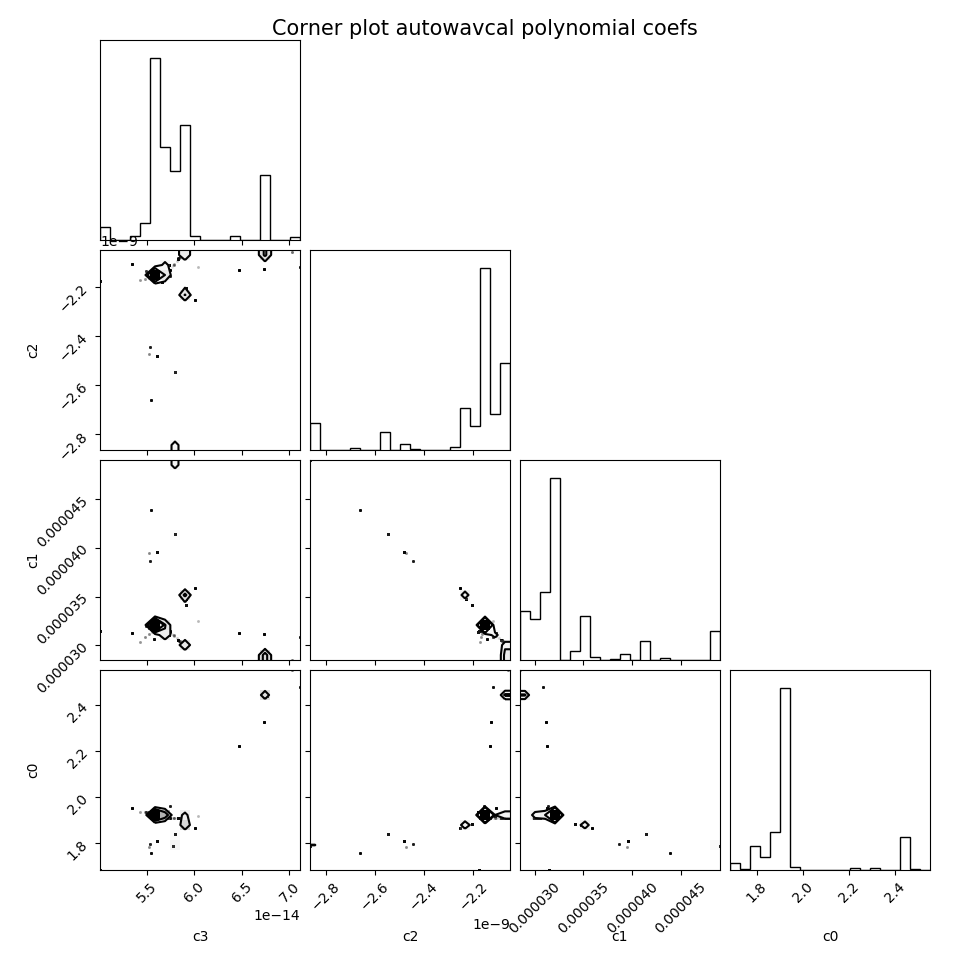 Corner plot autowavcal polynomial coefs
1e−9
−2.2
−2.4
−2.6
−2.8
c2
0.000045
0.000040
0.000035
0.000030
c1
2.4
2.2
2.0
1.8
c0
5.5 6.0 6.5 7.0
1e−14
c3
−2.8 −2.6 −2.4 −2.2
1e−9
c2
0.000030 0.000035 0.000040 0.000045
c1
1.8 2.0 2.2 2.4
c0